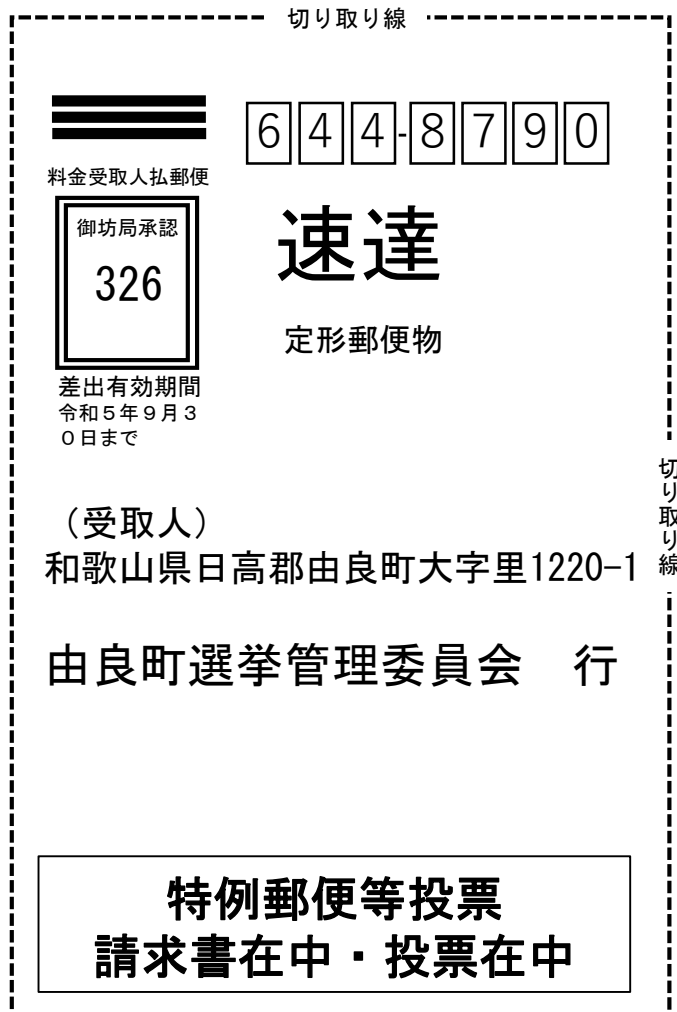 切り取り線
644-8790
料金受取人払郵便
御坊局承認
326
速達
定形郵便物
差出有効期間
令和５年９月３
０日まで
切り取り線
（受取人）
和歌山県日高郡由良町大字里1220-1
由良町選挙管理委員会　行
特例郵便等投票
請求書在中・投票在中